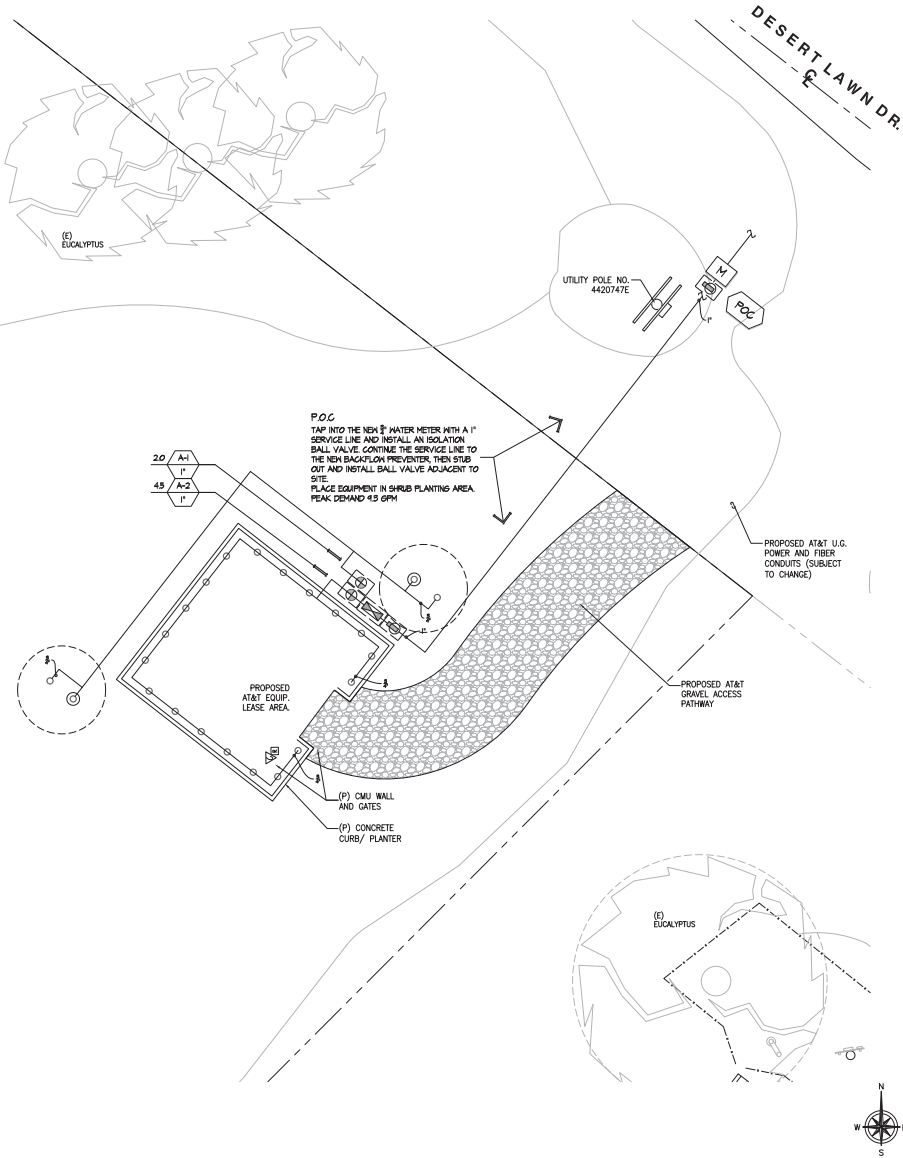 DESERT LAWN DR.
(E)
EUCALYPTUS
UTILITY POLE NO.
4420747E
M
POC
1"
P.O.C
TAP INTO THE NEW 3/4" WATER METER WITH A 1"
SERVICE LINE AND INSTALL AN ISOLATION
BALL VALVE. CONTINUE THE SERVICE LINE TO
THE NEW BACKFLOW PREVENTER, THEN STUB
OUT AND INSTALL BALL VALVE ADJACENT TO
SITE.
PLACE EQUIPMENT IN SHRUB PLANTING AREA.
PEAK DEMAND 9.3 GPM
2.0 A-1
1"
4.5 A-2
1"
PROPOSED AT&T U.G.
POWER AND FIBER
CONDUITS (SUBJECT
TO CHANGE)
1"
PROPOSED
AT&T EQUIP.
LEASE AREA.
PROPOSED AT&T
GRAVEL ACCESS
PATHWAY
(P) CMU WALL
AND GATES
(P) CONCRETE
CURB/ PLANTER
(E)
EUCALYPTUS
N
W
S